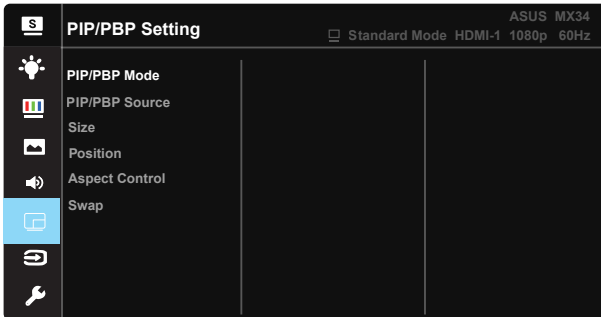 S
PIP/PBP Setting
ASUS MX34
Standard Mode HDMI-1 1080p 60Hz
PIP/PBP Mode
PIP/PBP Source
Size
Position
Aspect Control
Swap